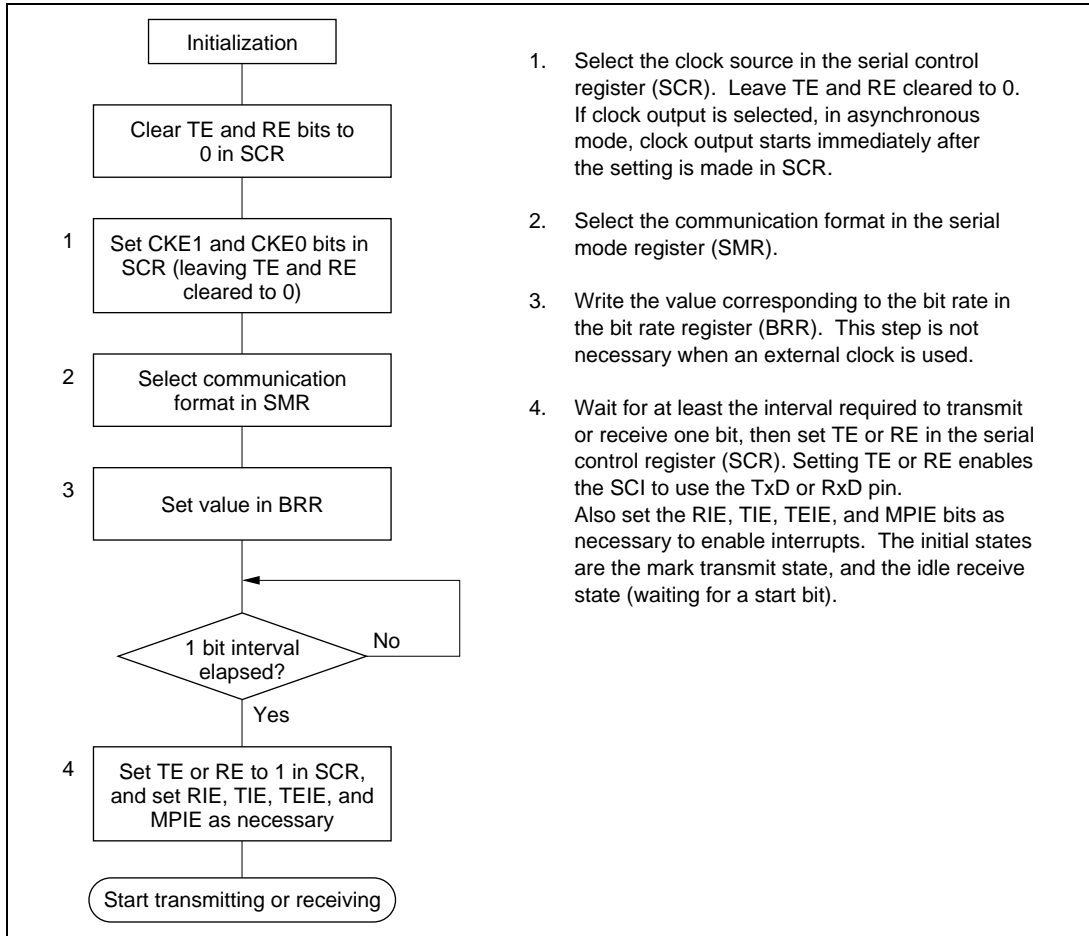 Initialization
Clear TE and RE bits to
0 in SCR
1
Set CKE1 and CKE0 bits in
SCR (leaving TE and RE
cleared to 0)
2
Select communication
format in SMR
3
Set value in BRR
1 bit interval
elapsed?
No
Yes
4
Set TE or RE to 1 in SCR,
and set RIE, TIE, TEIE, and
MPIE as necessary
Start transmitting or receiving
1. Select the clock source in the serial control
register (SCR). Leave TE and RE cleared to 0.
If clock output is selected, in asynchronous
mode, clock output starts immediately after
the setting is made in SCR.
2. Select the communication format in the serial
mode register (SMR).
3. Write the value corresponding to the bit rate in
the bit rate register (BRR). This step is not
necessary when an external clock is used.
4. Wait for at least the interval required to transmit
or receive one bit, then set TE or RE in the serial
control register (SCR). Setting TE or RE enables
the SCI to use the TxD or RxD pin.
Also set the RIE, TIE, TEIE, and MPIE bits as
necessary to enable interrupts. The initial states
are the mark transmit state, and the idle receive
state (waiting for a start bit).